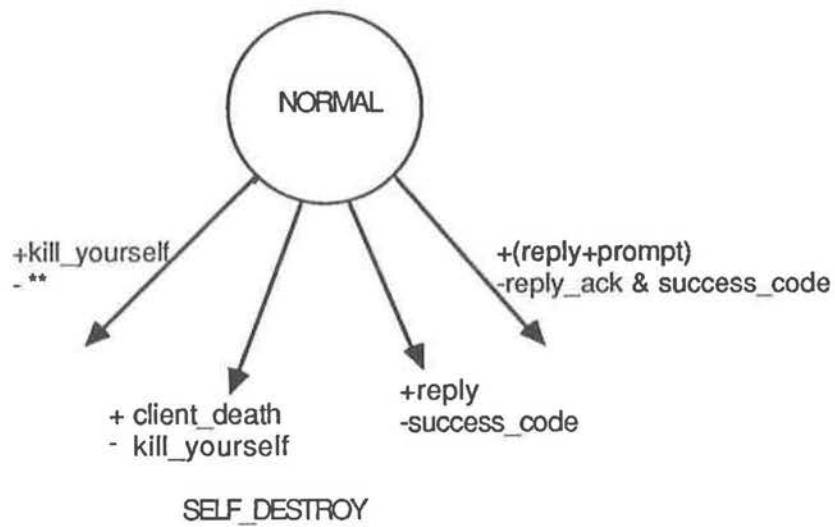 NORMAL
+kill_yourself
- **
+(reply+prompt)
-reply_ack & success_code
+ client_death
- kill_yourself
+reply
-success_code
SELF_DESTROY